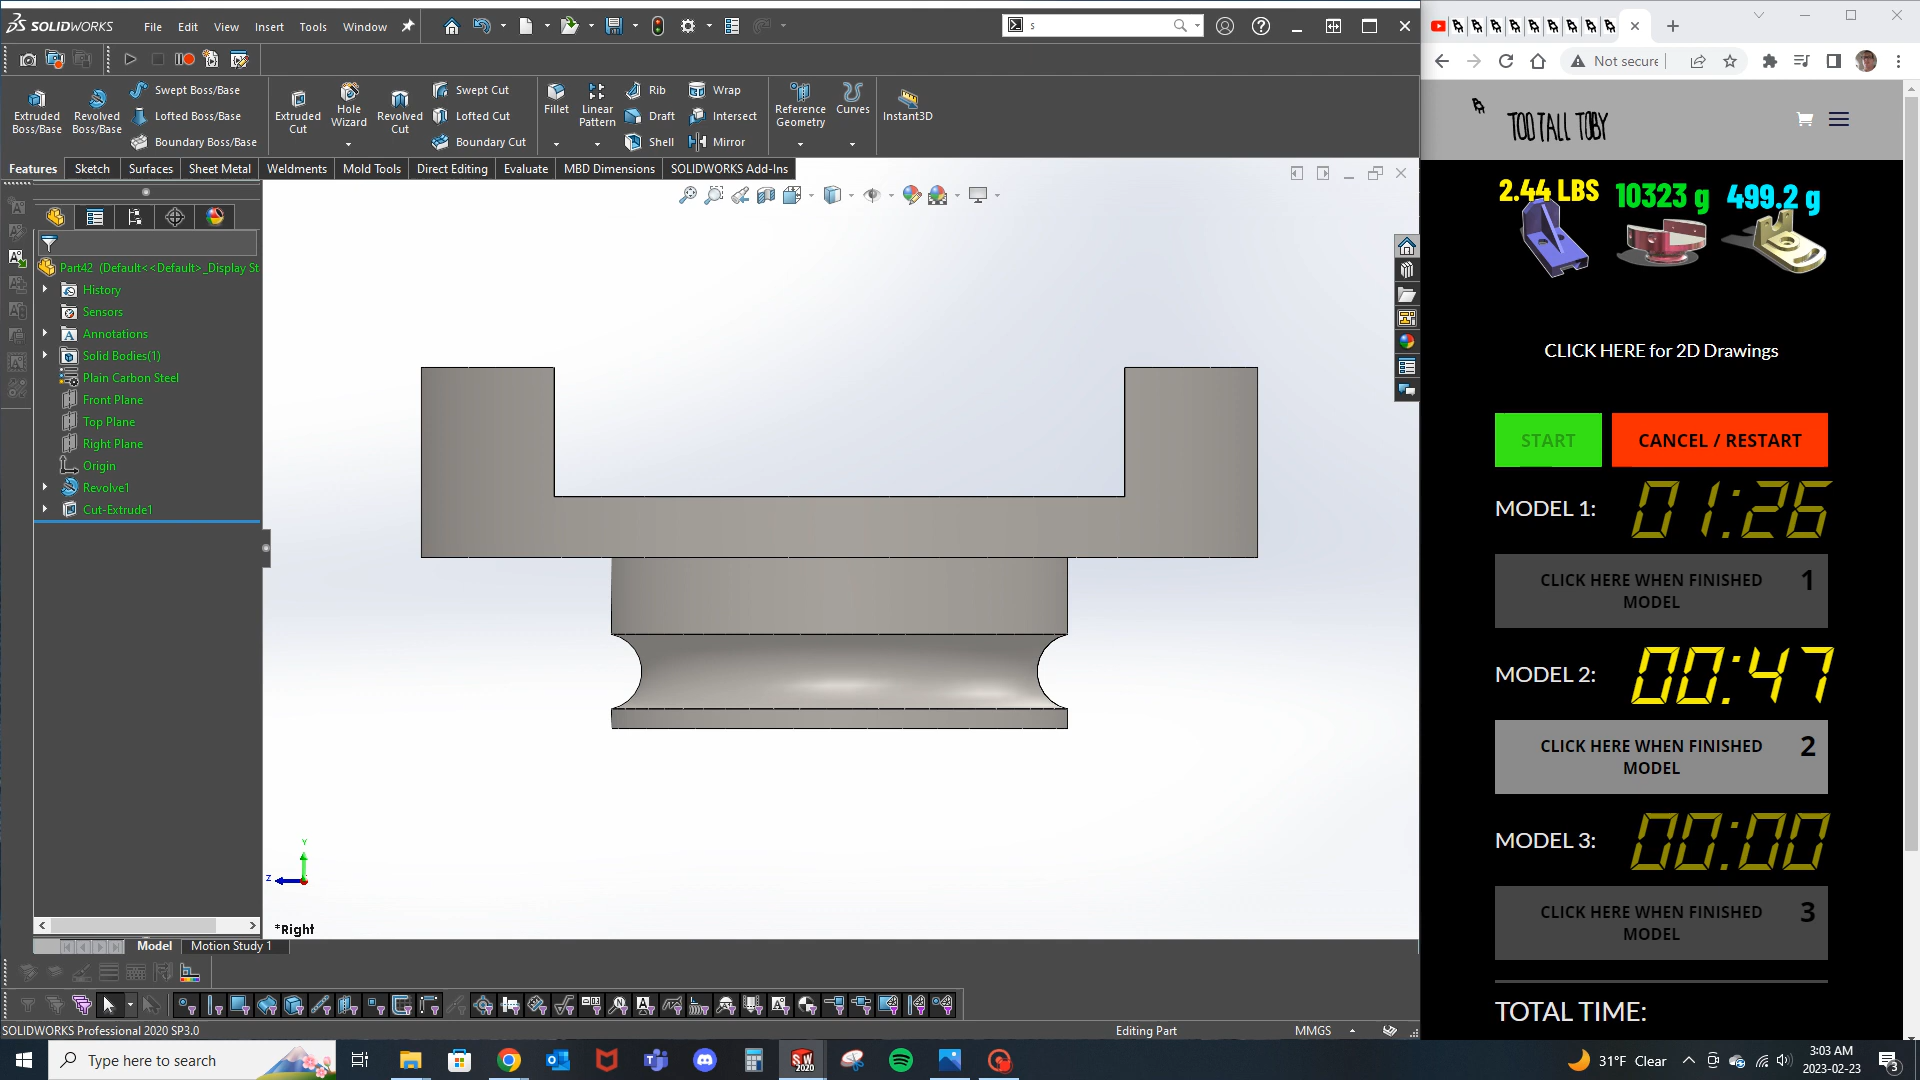 SOLIDWORKS File Edit View Insert Tools Window s
Not secure
Extruded Boss/Base
Revolved Boss/Base
Swept Boss/Base
Lofted Boss/Base
Boundary Boss/Base
Extruded Cut
Hole Wizard
Revolved Cut
Swept Cut
Lofted Cut
Boundary Cut
Fillet
Linear Pattern
Rib
Draft
Shell
Wrap
Intersect
Mirror
Reference Geometry
Curves
Instant3D
Features Sketch Surfaces Sheet Metal Weldments Mold Tools Direct Editing Evaluate MBD Dimensions SOLIDWORKS Add-Ins
Part42 (Default<<Default>_Display St
History
Sensors
A Annotations
Solid Bodies(1)
Plain Carbon Steel
Front Plane
Top Plane
Right Plane
Origin
Revolve1
Cut-Extrude1
Y
Z
*Right
Model Motion Study 1
SOLIDWORKS Professional 2020 SP3.0
Editing Part
MMGS
TOO TALL TOBY
2.44 LBS 10323 g 499.2 g
CLICK HERE for 2D Drawings
START CANCEL / RESTART
MODEL 1: 01:26
CLICK HERE WHEN FINISHED 1
MODEL
MODEL 2: 00:47
CLICK HERE WHEN FINISHED 2
MODEL
MODEL 3: 00:00
CLICK HERE WHEN FINISHED 3
MODEL
TOTAL TIME:
Type here to search
SW 2020
31°F Clear
3:03 AM
2023-02-23
3